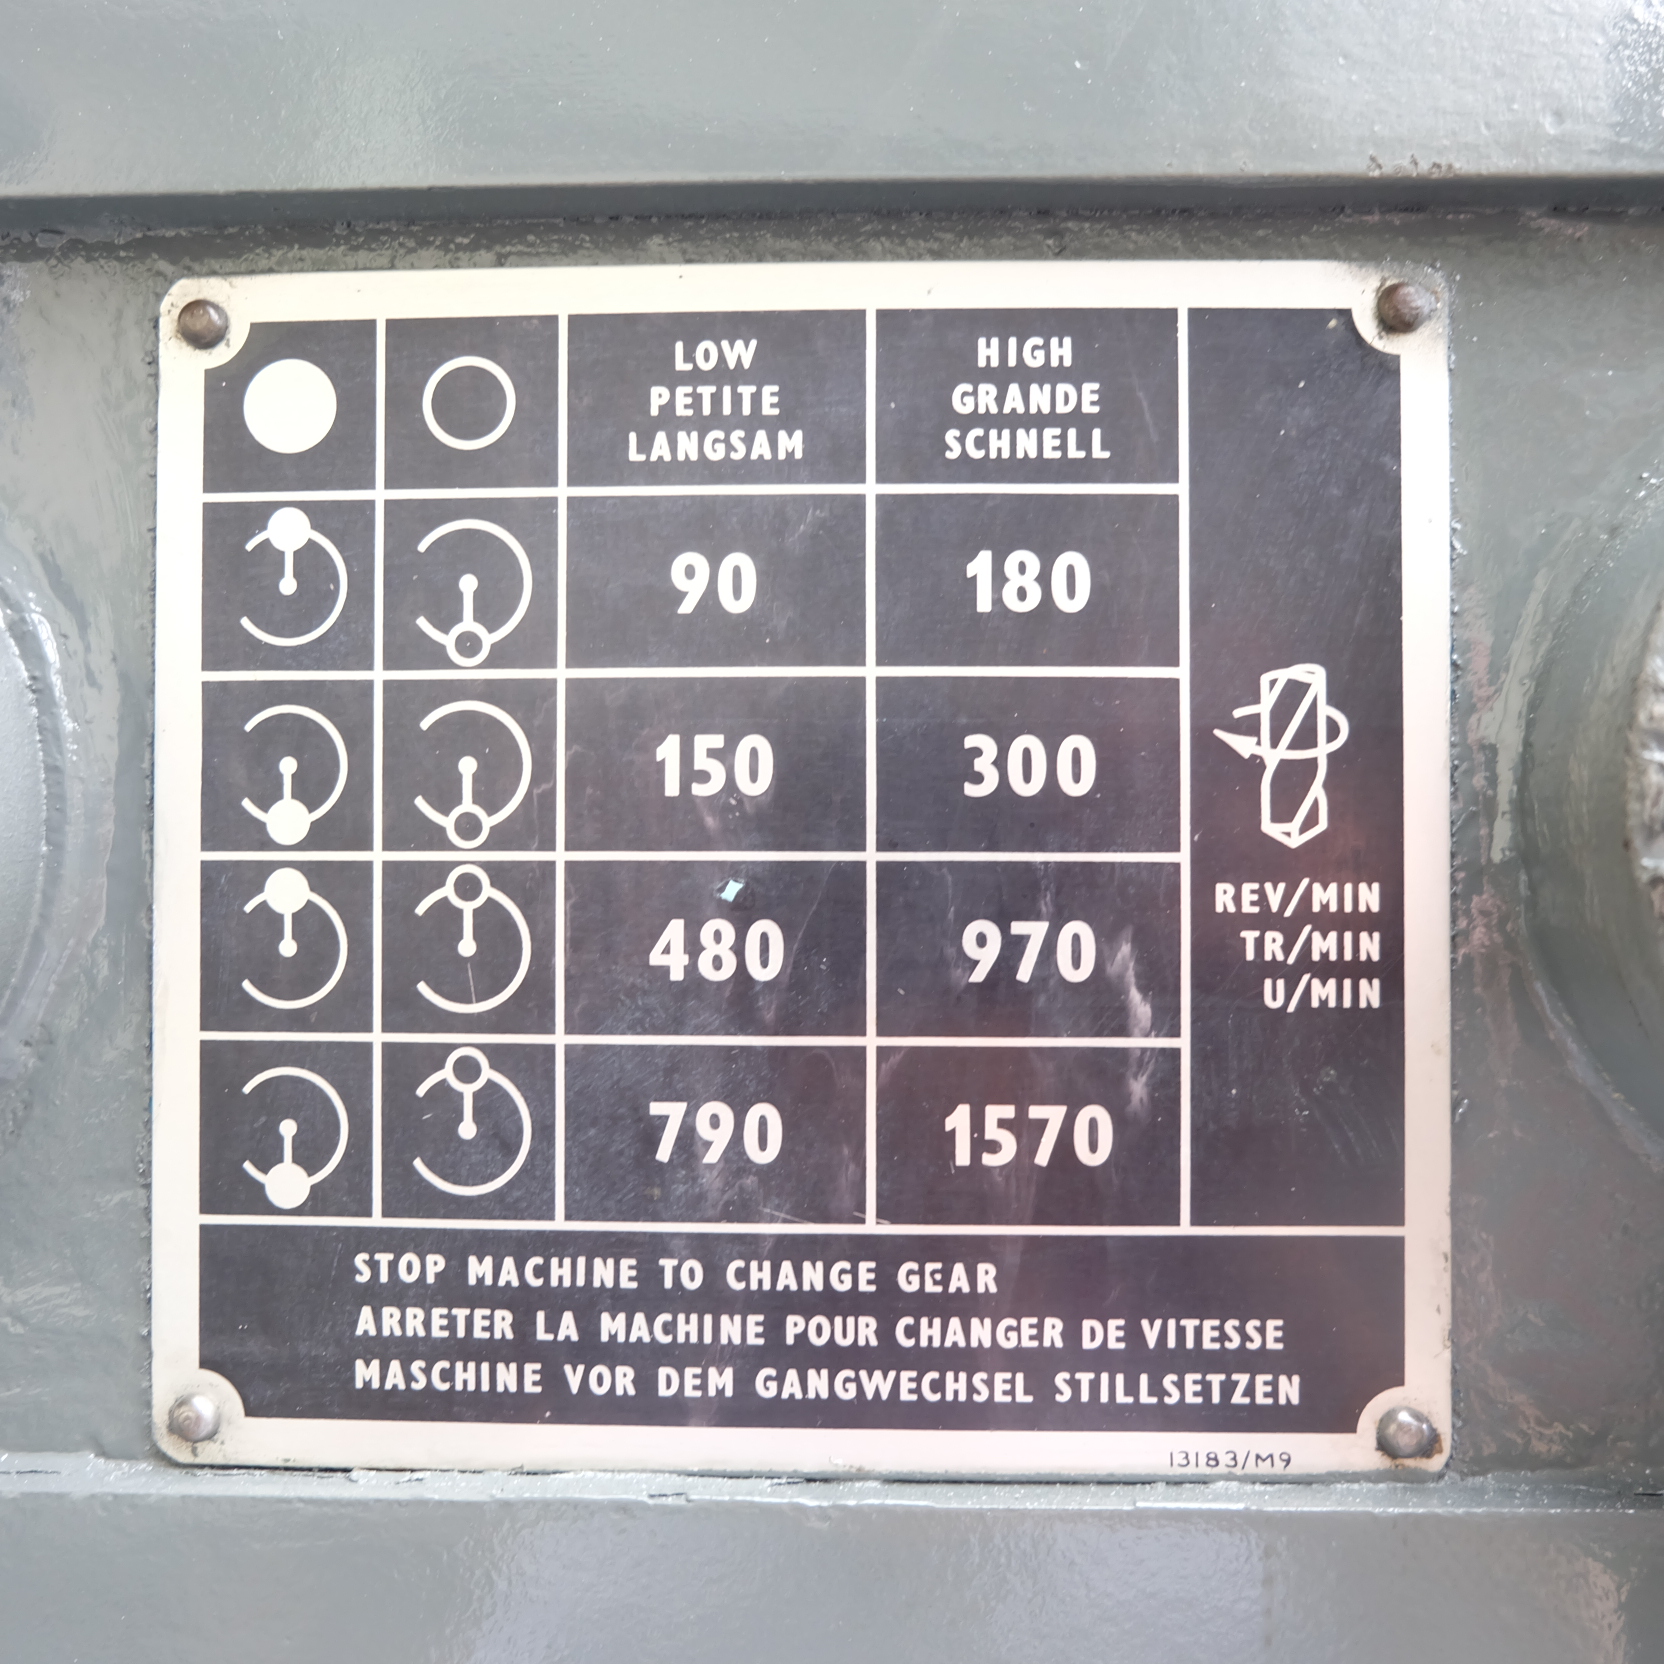 LOW
PETITE
LANGSAM
HIGH
GRANDE
SCHNELL
90 180
150 300
480 970
790 1570
REV/MIN
TR/MIN
U/MIN
STOP MACHINE TO CHANGE GEAR
ARRETER LA MACHINE POUR CHANGER DE VITESSE
MASCHINE VOR DEM GANGWECHSEL STILLSETZEN
13183/M9